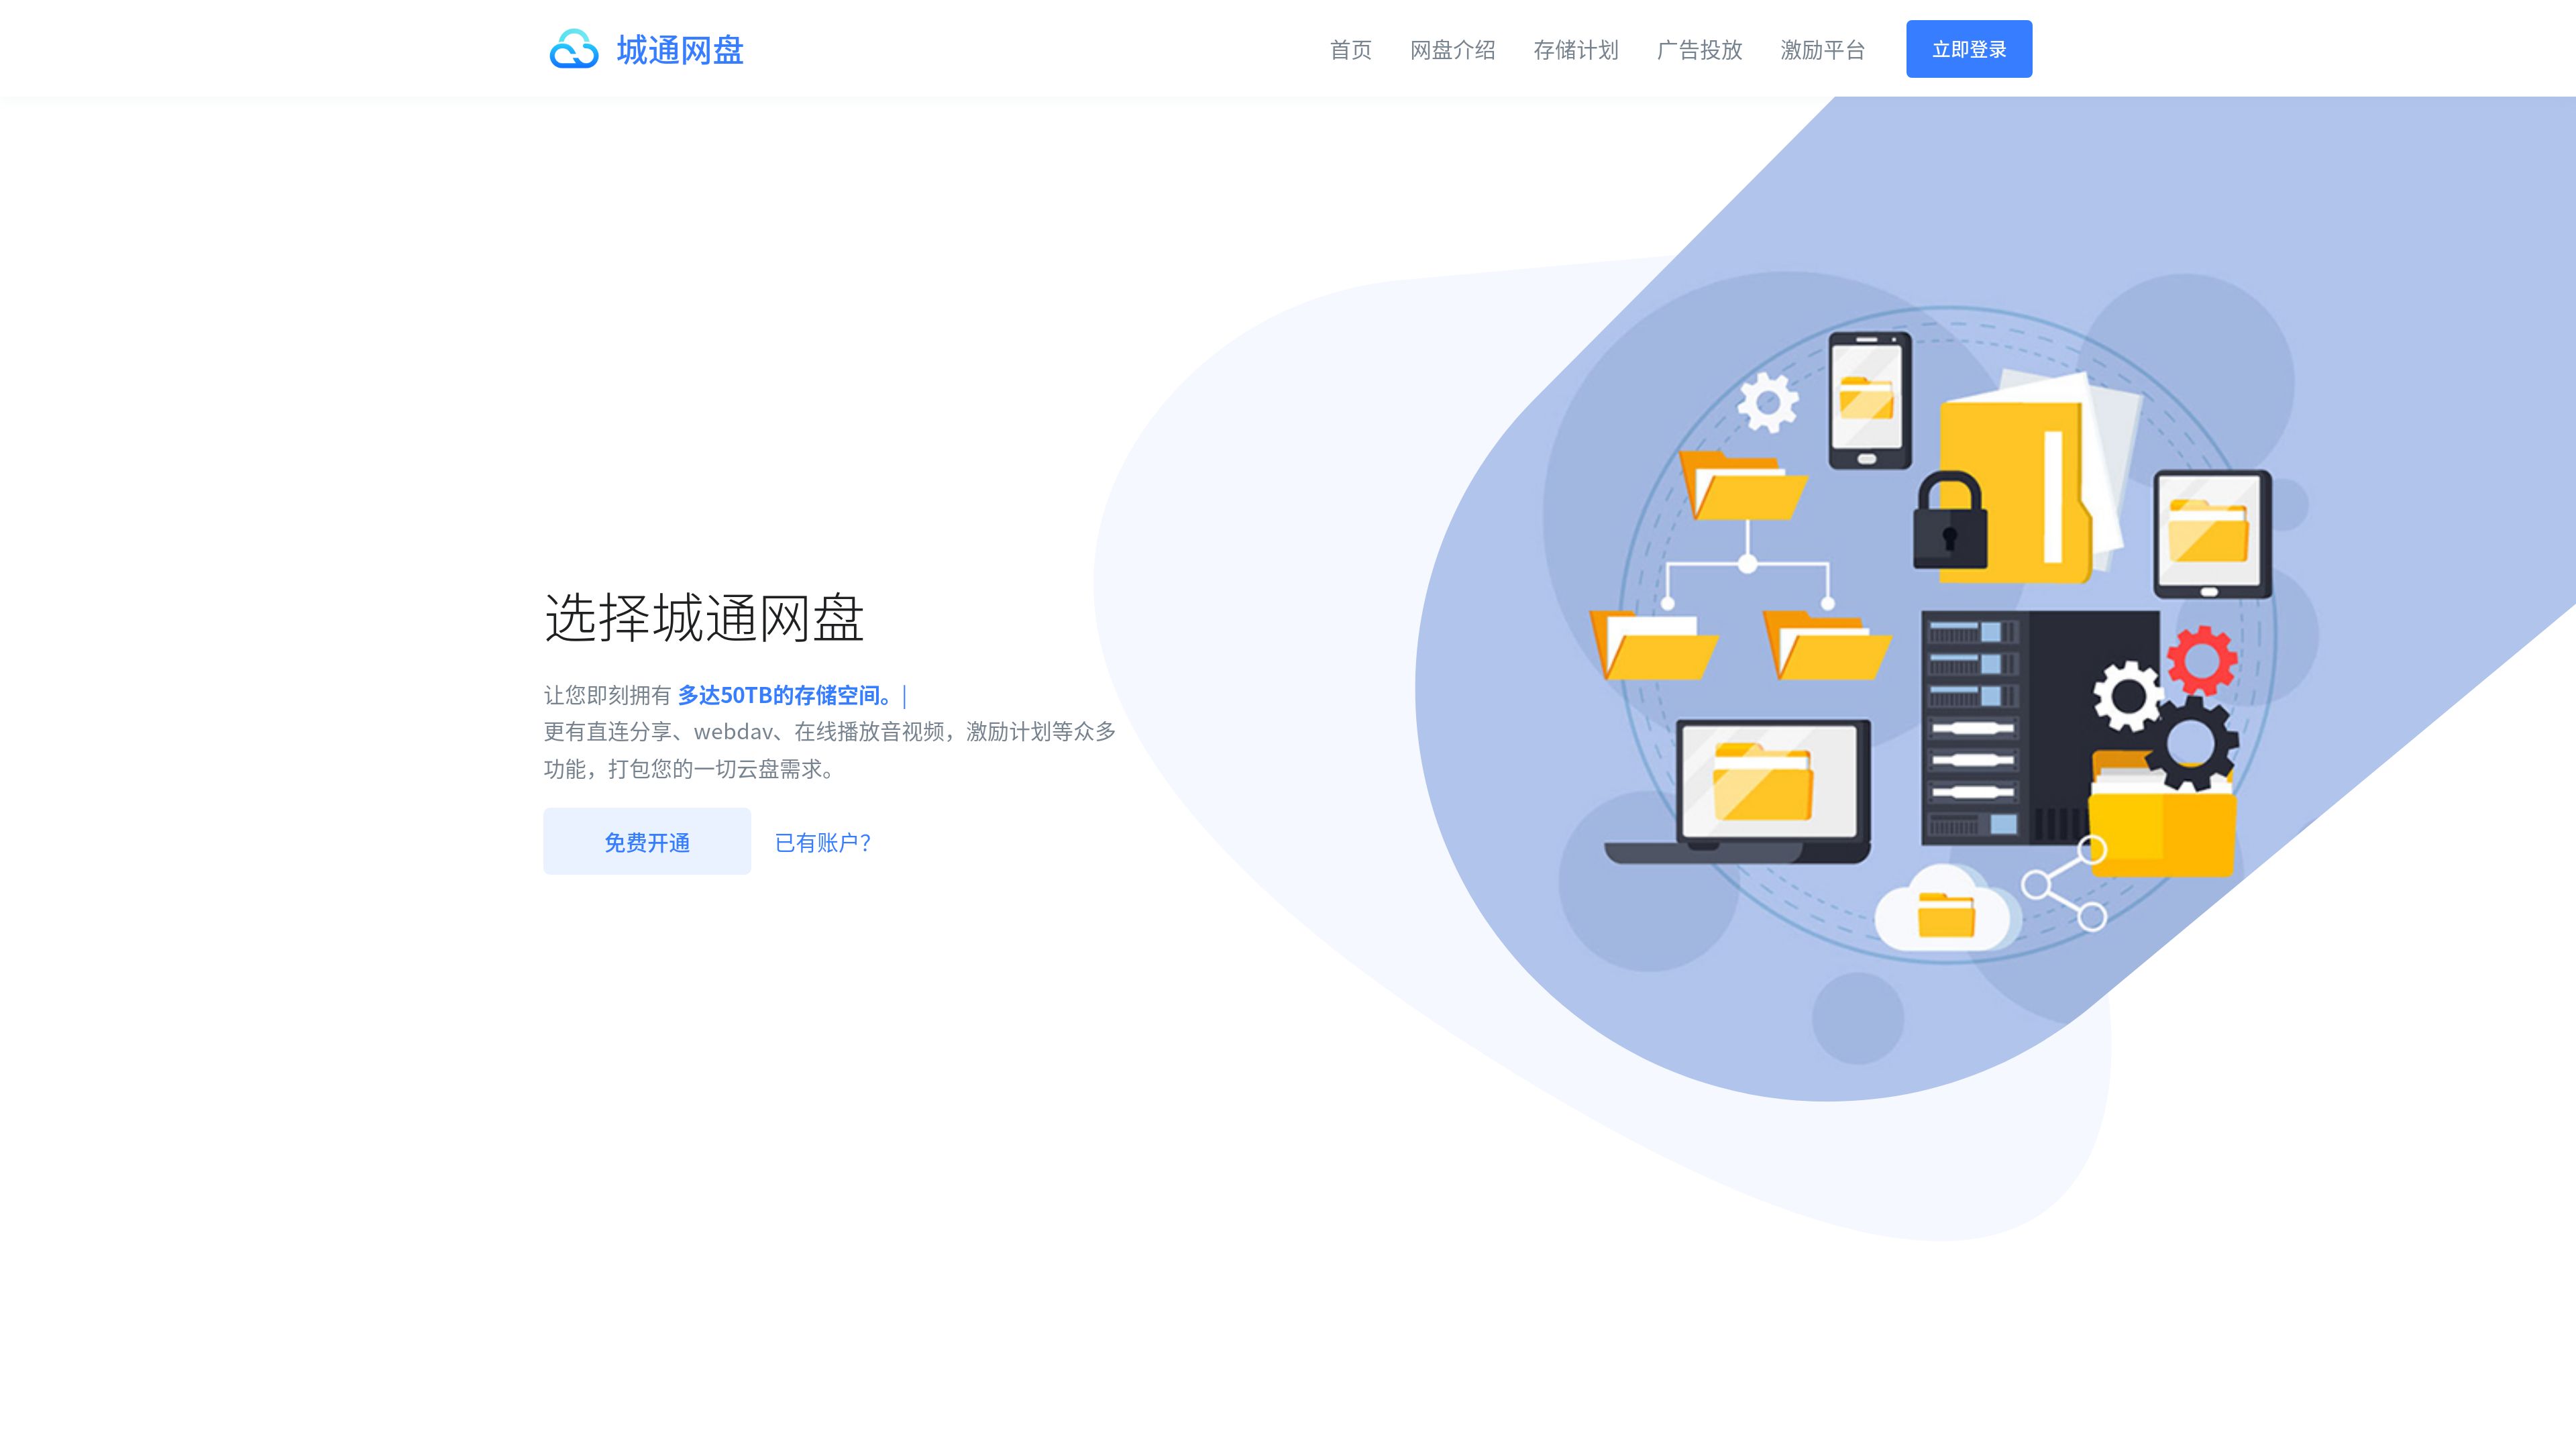 城通网盘
首页 网盘介绍 存储计划 广告投放 激励平台 立即登录
选择城通网盘
让您即刻拥有 多达50TB的存储空间。|
更有直连分享、webdav、在线播放音视频，激励计划等众多
功能，打包您的一切云盘需求。
免费开通 已有账户？